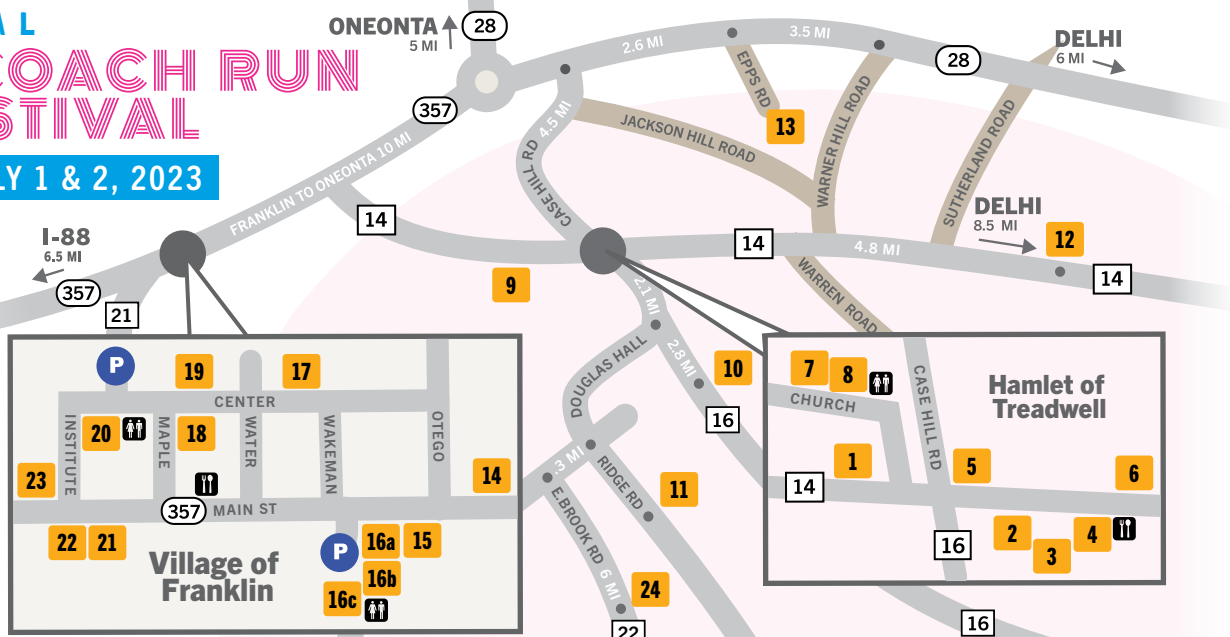 AL
COACH RUN
STIVAL
LY 1 & 2, 2023
ONEONTA
5 MI
28
2.6 MI
3.5 MI
28
DELHI
6 MI
357
FRANKLIN TO ONEONTA 10 MI
4.5 MI
CASE HILL RD
EPPS RD
13
JACKSON HILL ROAD
WARNER HILL ROAD
SUTHERLAND ROAD
DELHI
8.5 MI
12
I-88
6.5 MI
357
21
14
9
14
4.8 MI
14
WARREN ROAD
2.1 MI
2.8 MI
10
16
DOUGLAS HALL
.3 MI
RIDGE RD
11
E.BROOK RD
6 MI
24
22
16
P
19
17
CENTER
INSTITUTE
20
MAPLE
18
WATER
WAKEMAN
OTEGO
23
14
357
MAIN ST
22
21
Village of
Franklin
P
16a
15
16b
16c
7
8
CHURCH
CASE HILL RD
Hamlet of
Treadwell
1
5
6
14
2
3
4
16